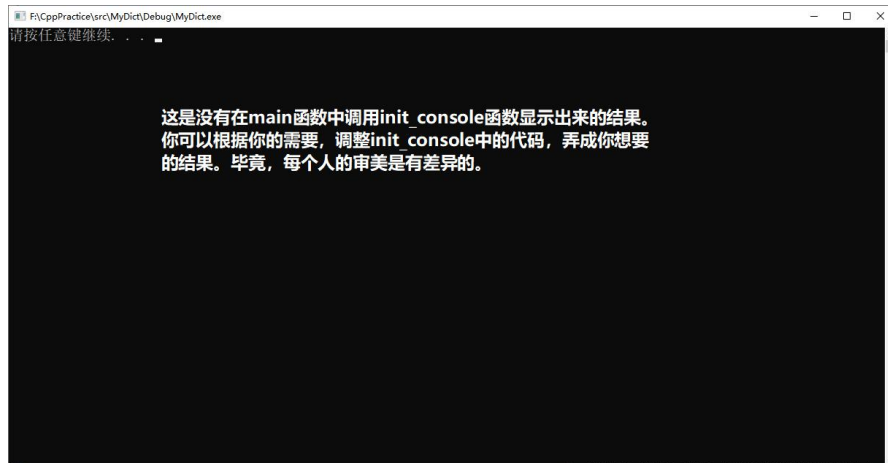 F:\CppPractice\src\MyDict\Debug\MyDict.exe
请按任意键继续. . .
这是没有在main函数中调用init_console函数显示出来的结果。
你可以根据你的需要，调整init_console中的代码，弄成你想要
的结果。毕竟，每个人的审美是有差异的。